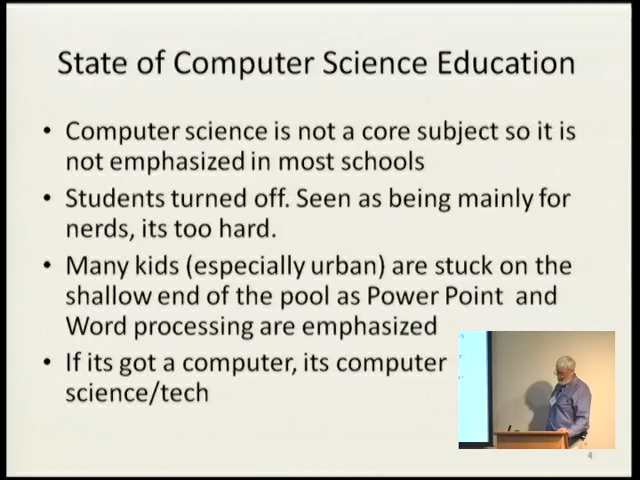 State of Computer Science Education
• Computer science is not a core subject so it is
not emphasized in most schools
• Students turned off. Seen as being mainly for
nerds, its too hard.
• Many kids (especially urban) are stuck on the
shallow end of the pool as Power Point and
Word processing are emphasized
• If its got a computer, its computer
science/tech
4